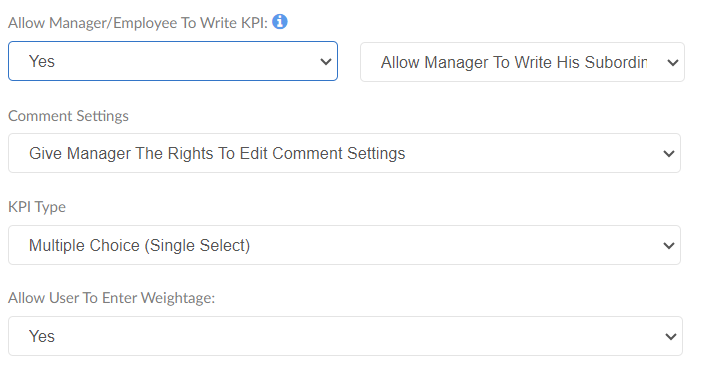 Allow Manager/Employee To Write KPI:
Yes
Allow Manager To Write His Subordin
Comment Settings
Give Manager The Rights To Edit Comment Settings
KPI Type
Multiple Choice (Single Select)
Allow User To Enter Weightage:
Yes